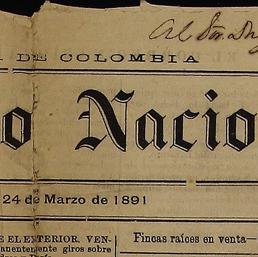 Al Sr.
DE COLOMBIA
o Nacio
24 de Marzo de 1891
E EL EXTERIOR, VEN-
anentemente giros sobre
Fincas raíces en venta—